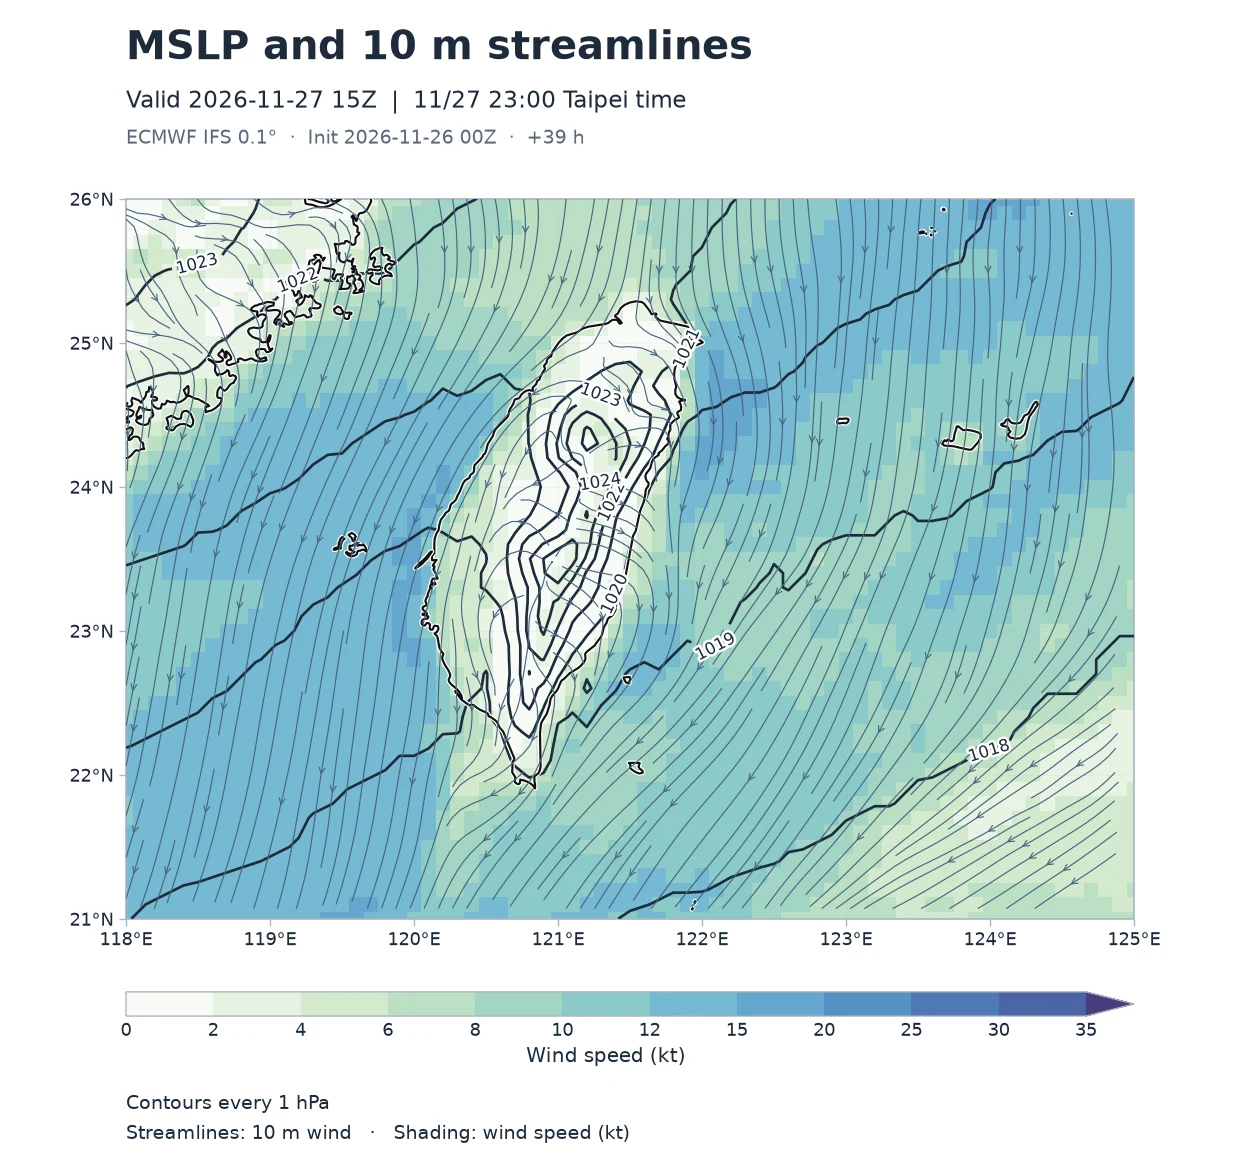 MSLP and 10 m streamlines
Valid 2026-11-27 15Z | 11/27 23:00 Taipei time
ECMWF IFS 0.1° · Init 2026-11-26 00Z · +39 h
26°N
25°N
24°N
23°N
22°N
21°N
1023
1022
1021
1023
1024
1022
1020
1019
1018
118°E 119°E 120°E 121°E 122°E 123°E 124°E 125°E
0 2 4 6 8 10 12 15 20 25 30 35
Wind speed (kt)
Contours every 1 hPa
Streamlines: 10 m wind · Shading: wind speed (kt)